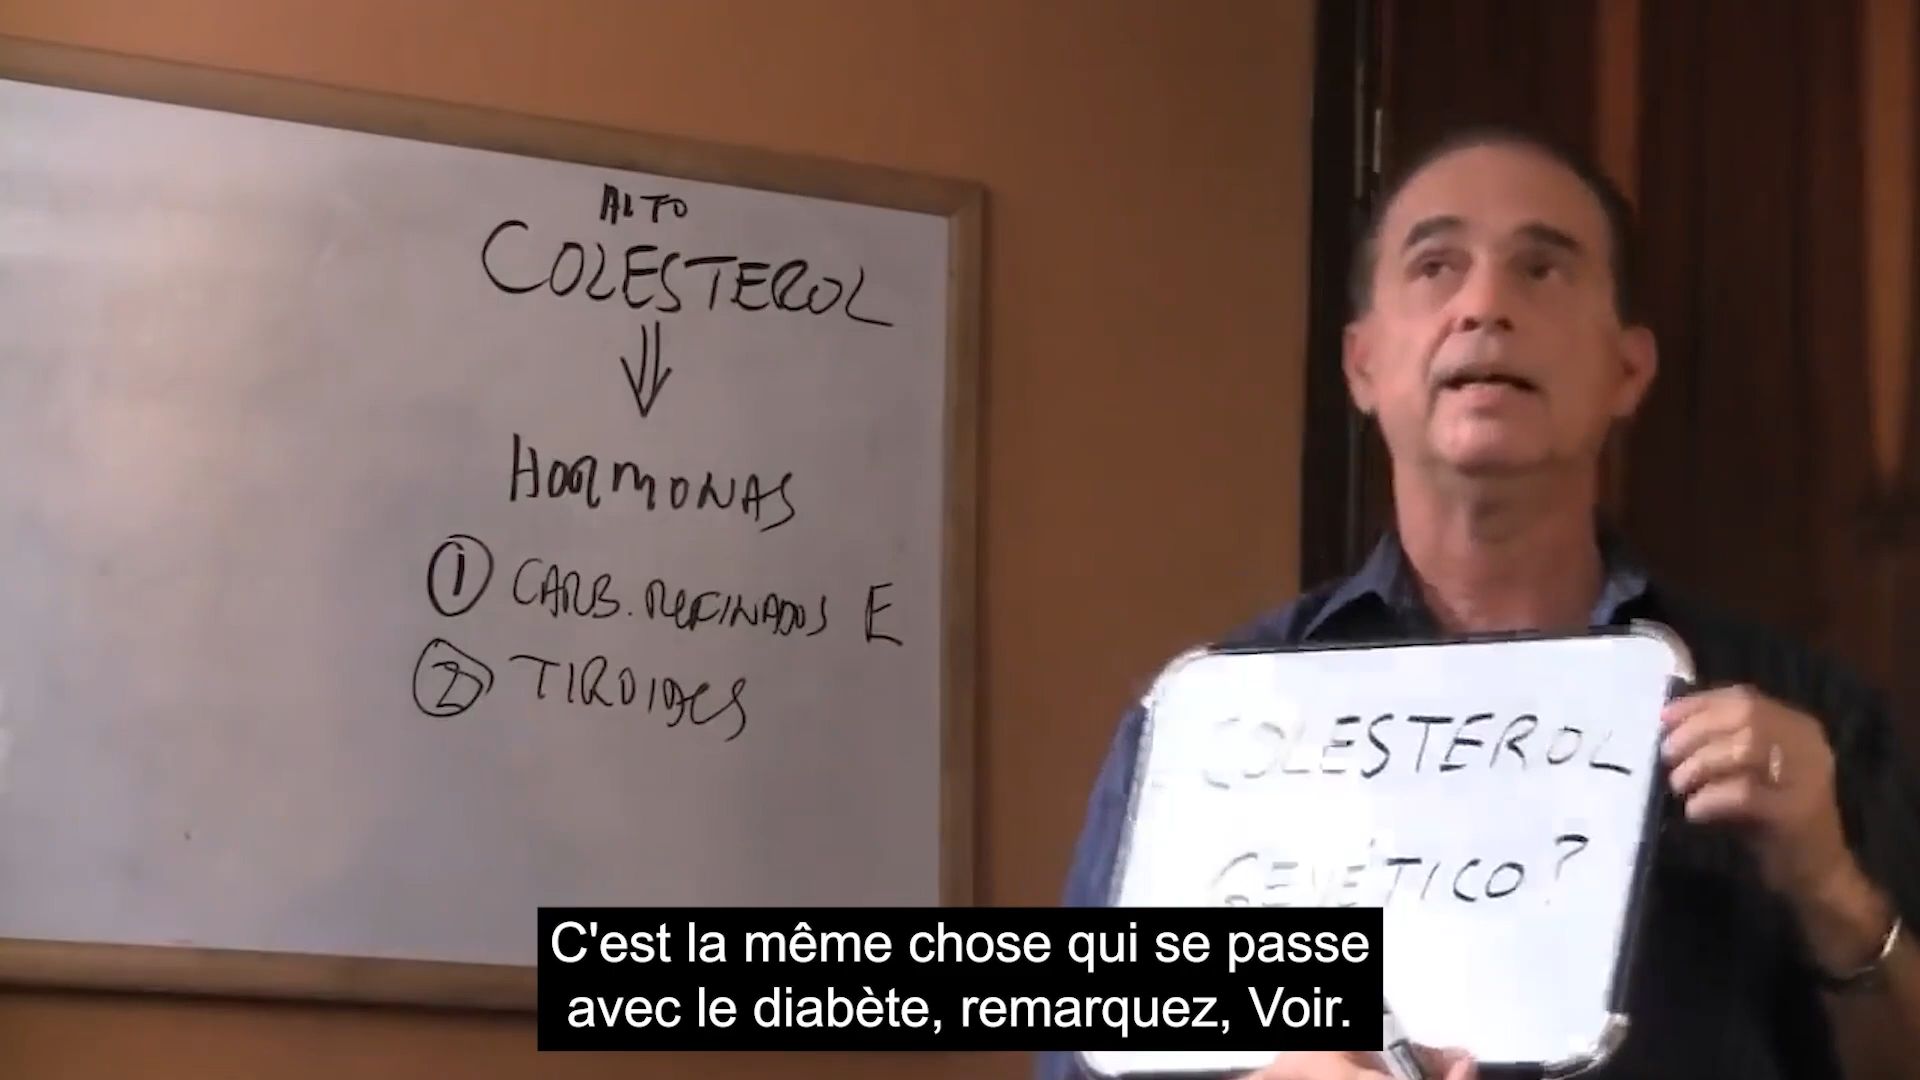 ALTO
COLESTEROL
HORMONAS
1 CARB. REFINADOS E
2 TIROIDES
COLESTEROL
GENÉTICO?
C'est la même chose qui se passe
avec le diabète, remarquez, Voir.